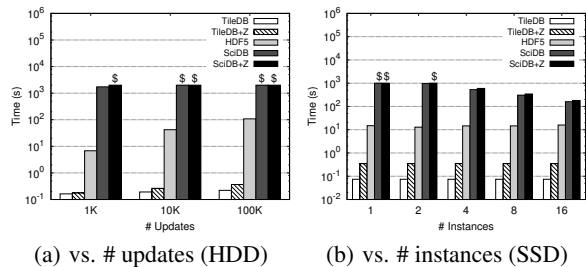 10^6
10^5
10^4
10^3
10^2
10^1
10^0
10^-1
Time (s)
TileDB
TileDB+Z
HDF5
SciDB
SciDB+Z
$ $ $ $ $
1K 10K 100K
# Updates
(a) vs. # updates (HDD)
10^6
10^5
10^4
10^3
10^2
10^1
10^0
10^-1
10^-2
Time (s)
TileDB
TileDB+Z
HDF5
SciDB
SciDB+Z
$ $ $
1 2 4 8 16
# Instances
(b) vs. # instances (SSD)